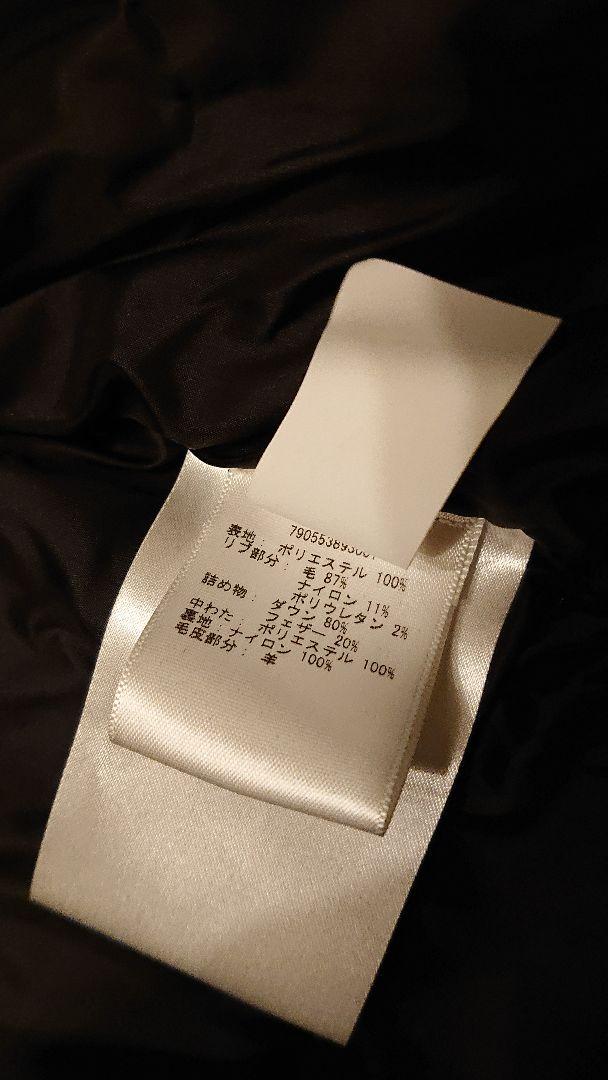 表地: ポリエステル 100%
リブ部分: 毛 87%
ナイロン 11%
ポリウレタン 2%
詰め物: ダウン 80%
フェザー 20%
中わた: ポリエステル 100%
裏地: ナイロン 100%
毛皮部分: 羊